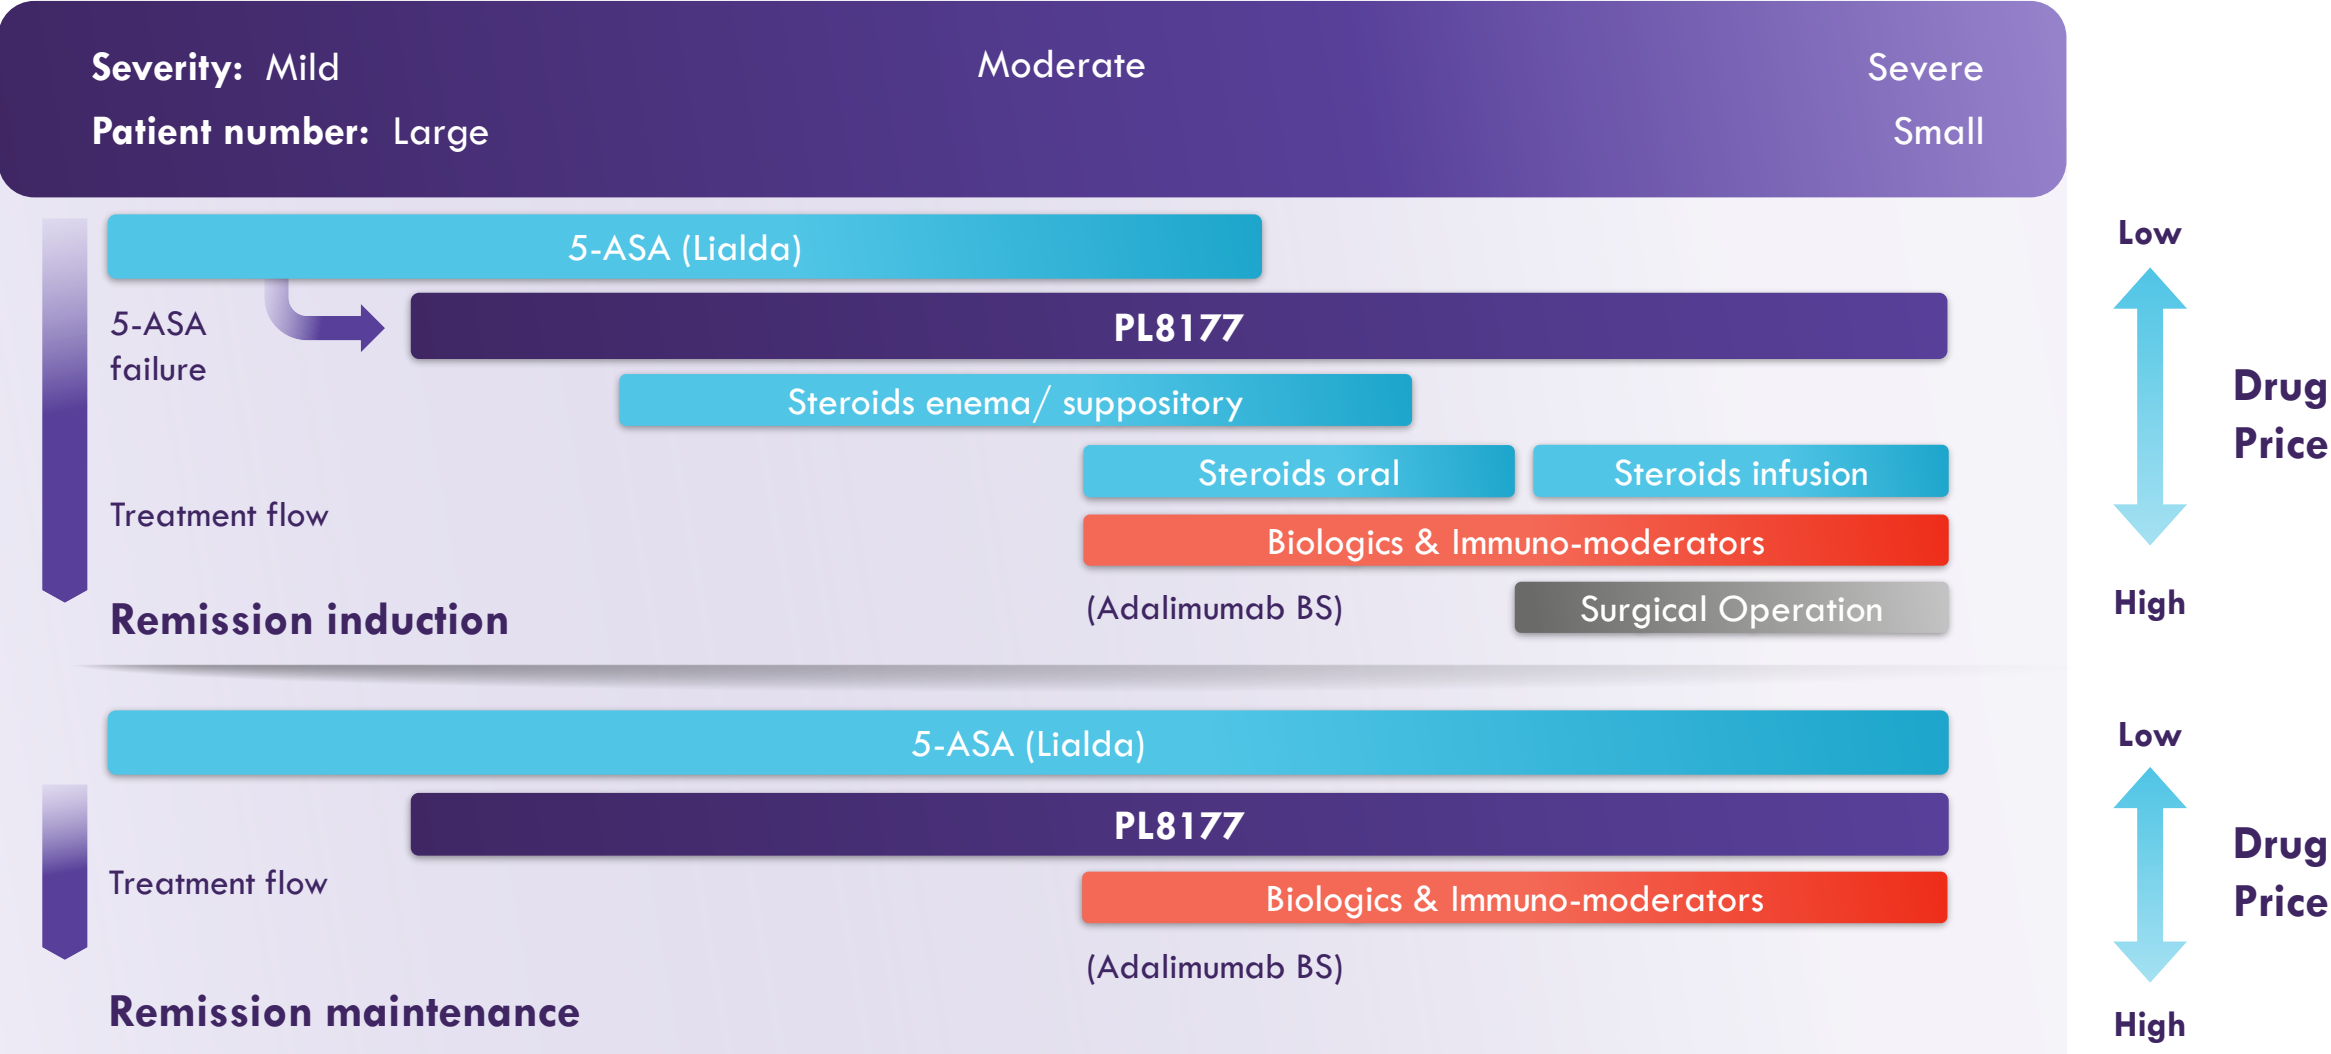 Severity: Mild
Moderate
Severe
Patient number: Large
Small
5-ASA (Lialda)
5-ASA
failure
PL8177
Steroids enema/ suppository
Steroids oral
Steroids infusion
Treatment flow
Biologics & Immuno-moderators
(Adalimumab BS)
Surgical Operation
Remission induction
Low
Drug
Price
High
5-ASA (Lialda)
PL8177
Treatment flow
Biologics & Immuno-moderators
(Adalimumab BS)
Remission maintenance
Low
Drug
Price
High